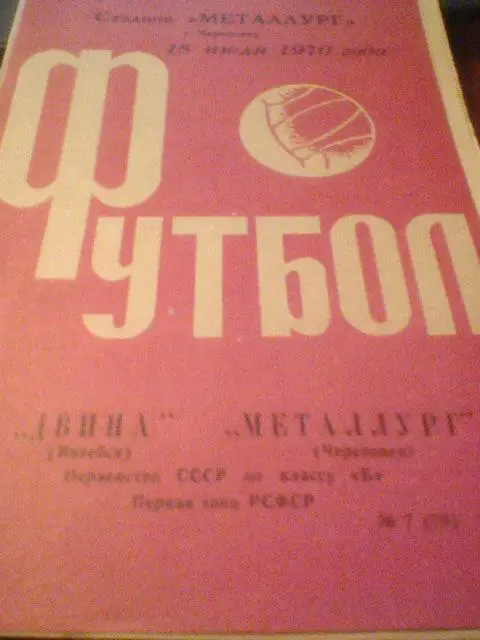 Стадион «МЕТАЛЛУРГ»
г. Череповец
18 июля 1970 года
ФУТБОЛ
„ДВИНА” „МЕТАЛЛУРГ”
(Витебск) (Череповец)
Первенство СССР по классу «Б»
Первая зона РСФСР
№ 7